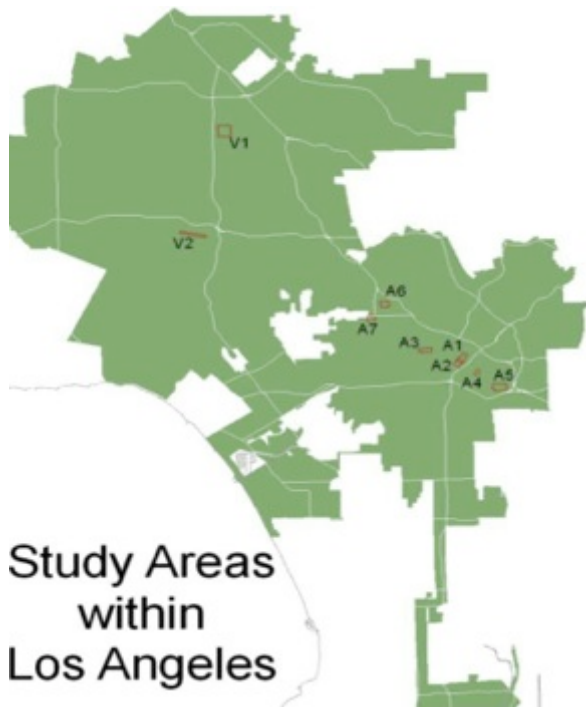 V1
V2
A6
A7
A3
A1
A2
A4
A5
Study Areas
within
Los Angeles